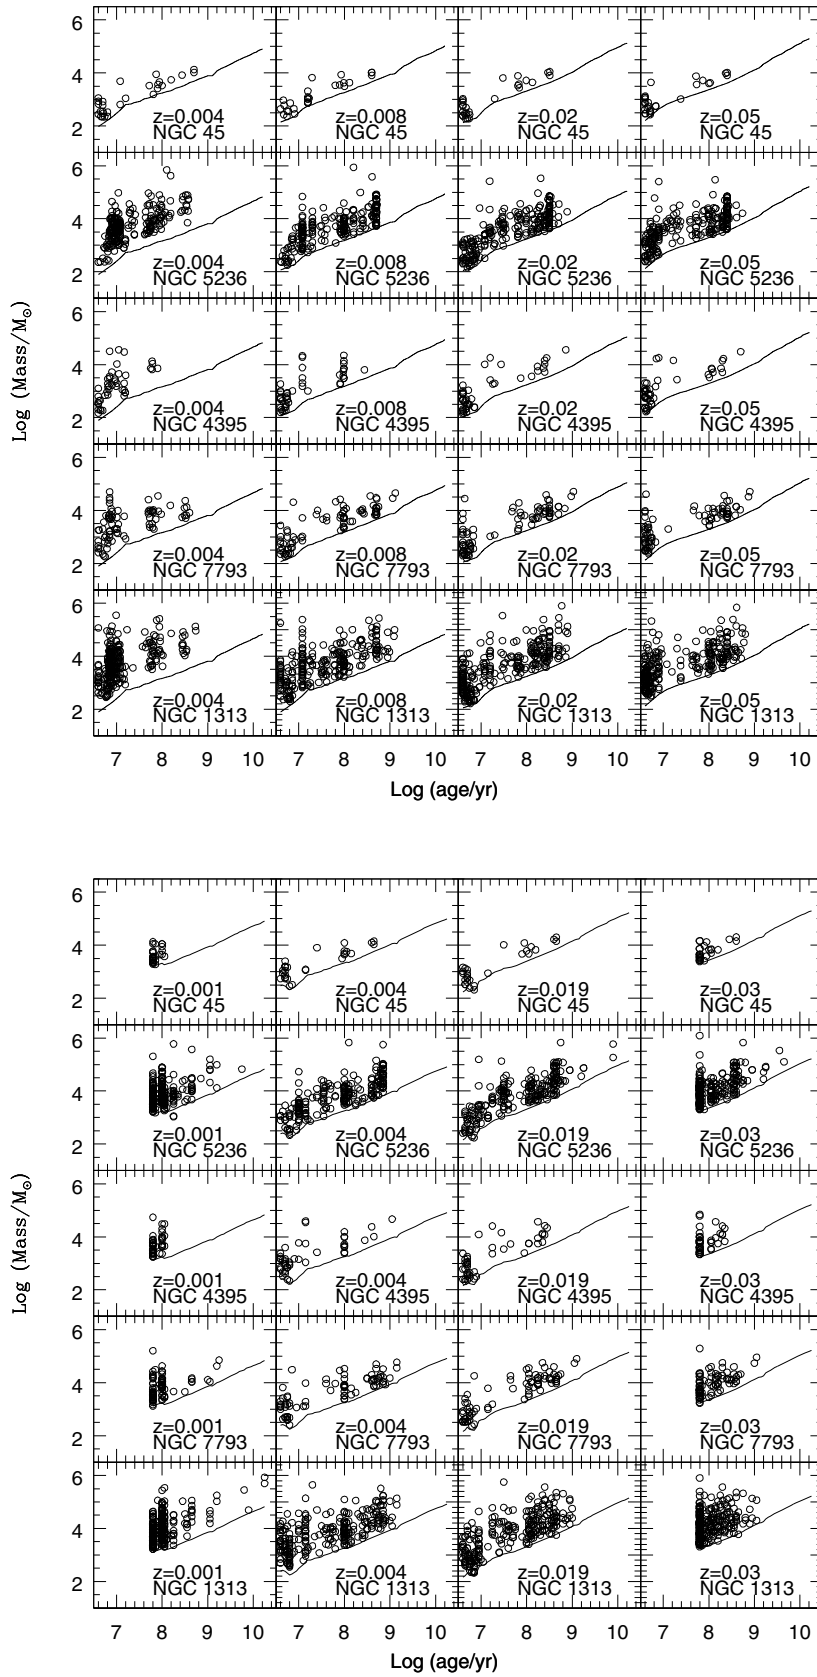 6
4
2
z=0.004 z=0.008 z=0.02 z=0.05
NGC 45 NGC 45 NGC 45 NGC 45
6
4
2
z=0.004 z=0.008 z=0.02 z=0.05
NGC 5236 NGC 5236 NGC 5236 NGC 5236
6
4
2
z=0.004 z=0.008 z=0.02 z=0.05
NGC 4395 NGC 4395 NGC 4395 NGC 4395
6
4
2
z=0.004 z=0.008 z=0.02 z=0.05
NGC 7793 NGC 7793 NGC 7793 NGC 7793
6
4
2
z=0.004 z=0.008 z=0.02 z=0.05
NGC 1313 NGC 1313 NGC 1313 NGC 1313
Log (Mass/M⊙)
7 8 9 10 7 8 9 10 7 8 9 10 7 8 9 10
Log (age/yr)
6
4
2
z=0.001 z=0.004 z=0.019 z=0.03
NGC 45 NGC 45 NGC 45 NGC 45
6
4
2
z=0.001 z=0.004 z=0.019 z=0.03
NGC 5236 NGC 5236 NGC 5236 NGC 5236
6
4
2
z=0.001 z=0.004 z=0.019 z=0.03
NGC 4395 NGC 4395 NGC 4395 NGC 4395
6
4
2
z=0.001 z=0.004 z=0.019 z=0.03
NGC 7793 NGC 7793 NGC 7793 NGC 7793
6
4
2
z=0.001 z=0.004 z=0.019 z=0.03
NGC 1313 NGC 1313 NGC 1313 NGC 1313
Log (Mass/M⊙)
7 8 9 10 7 8 9 10 7 8 9 10 7 8 9 10
Log (age/yr)